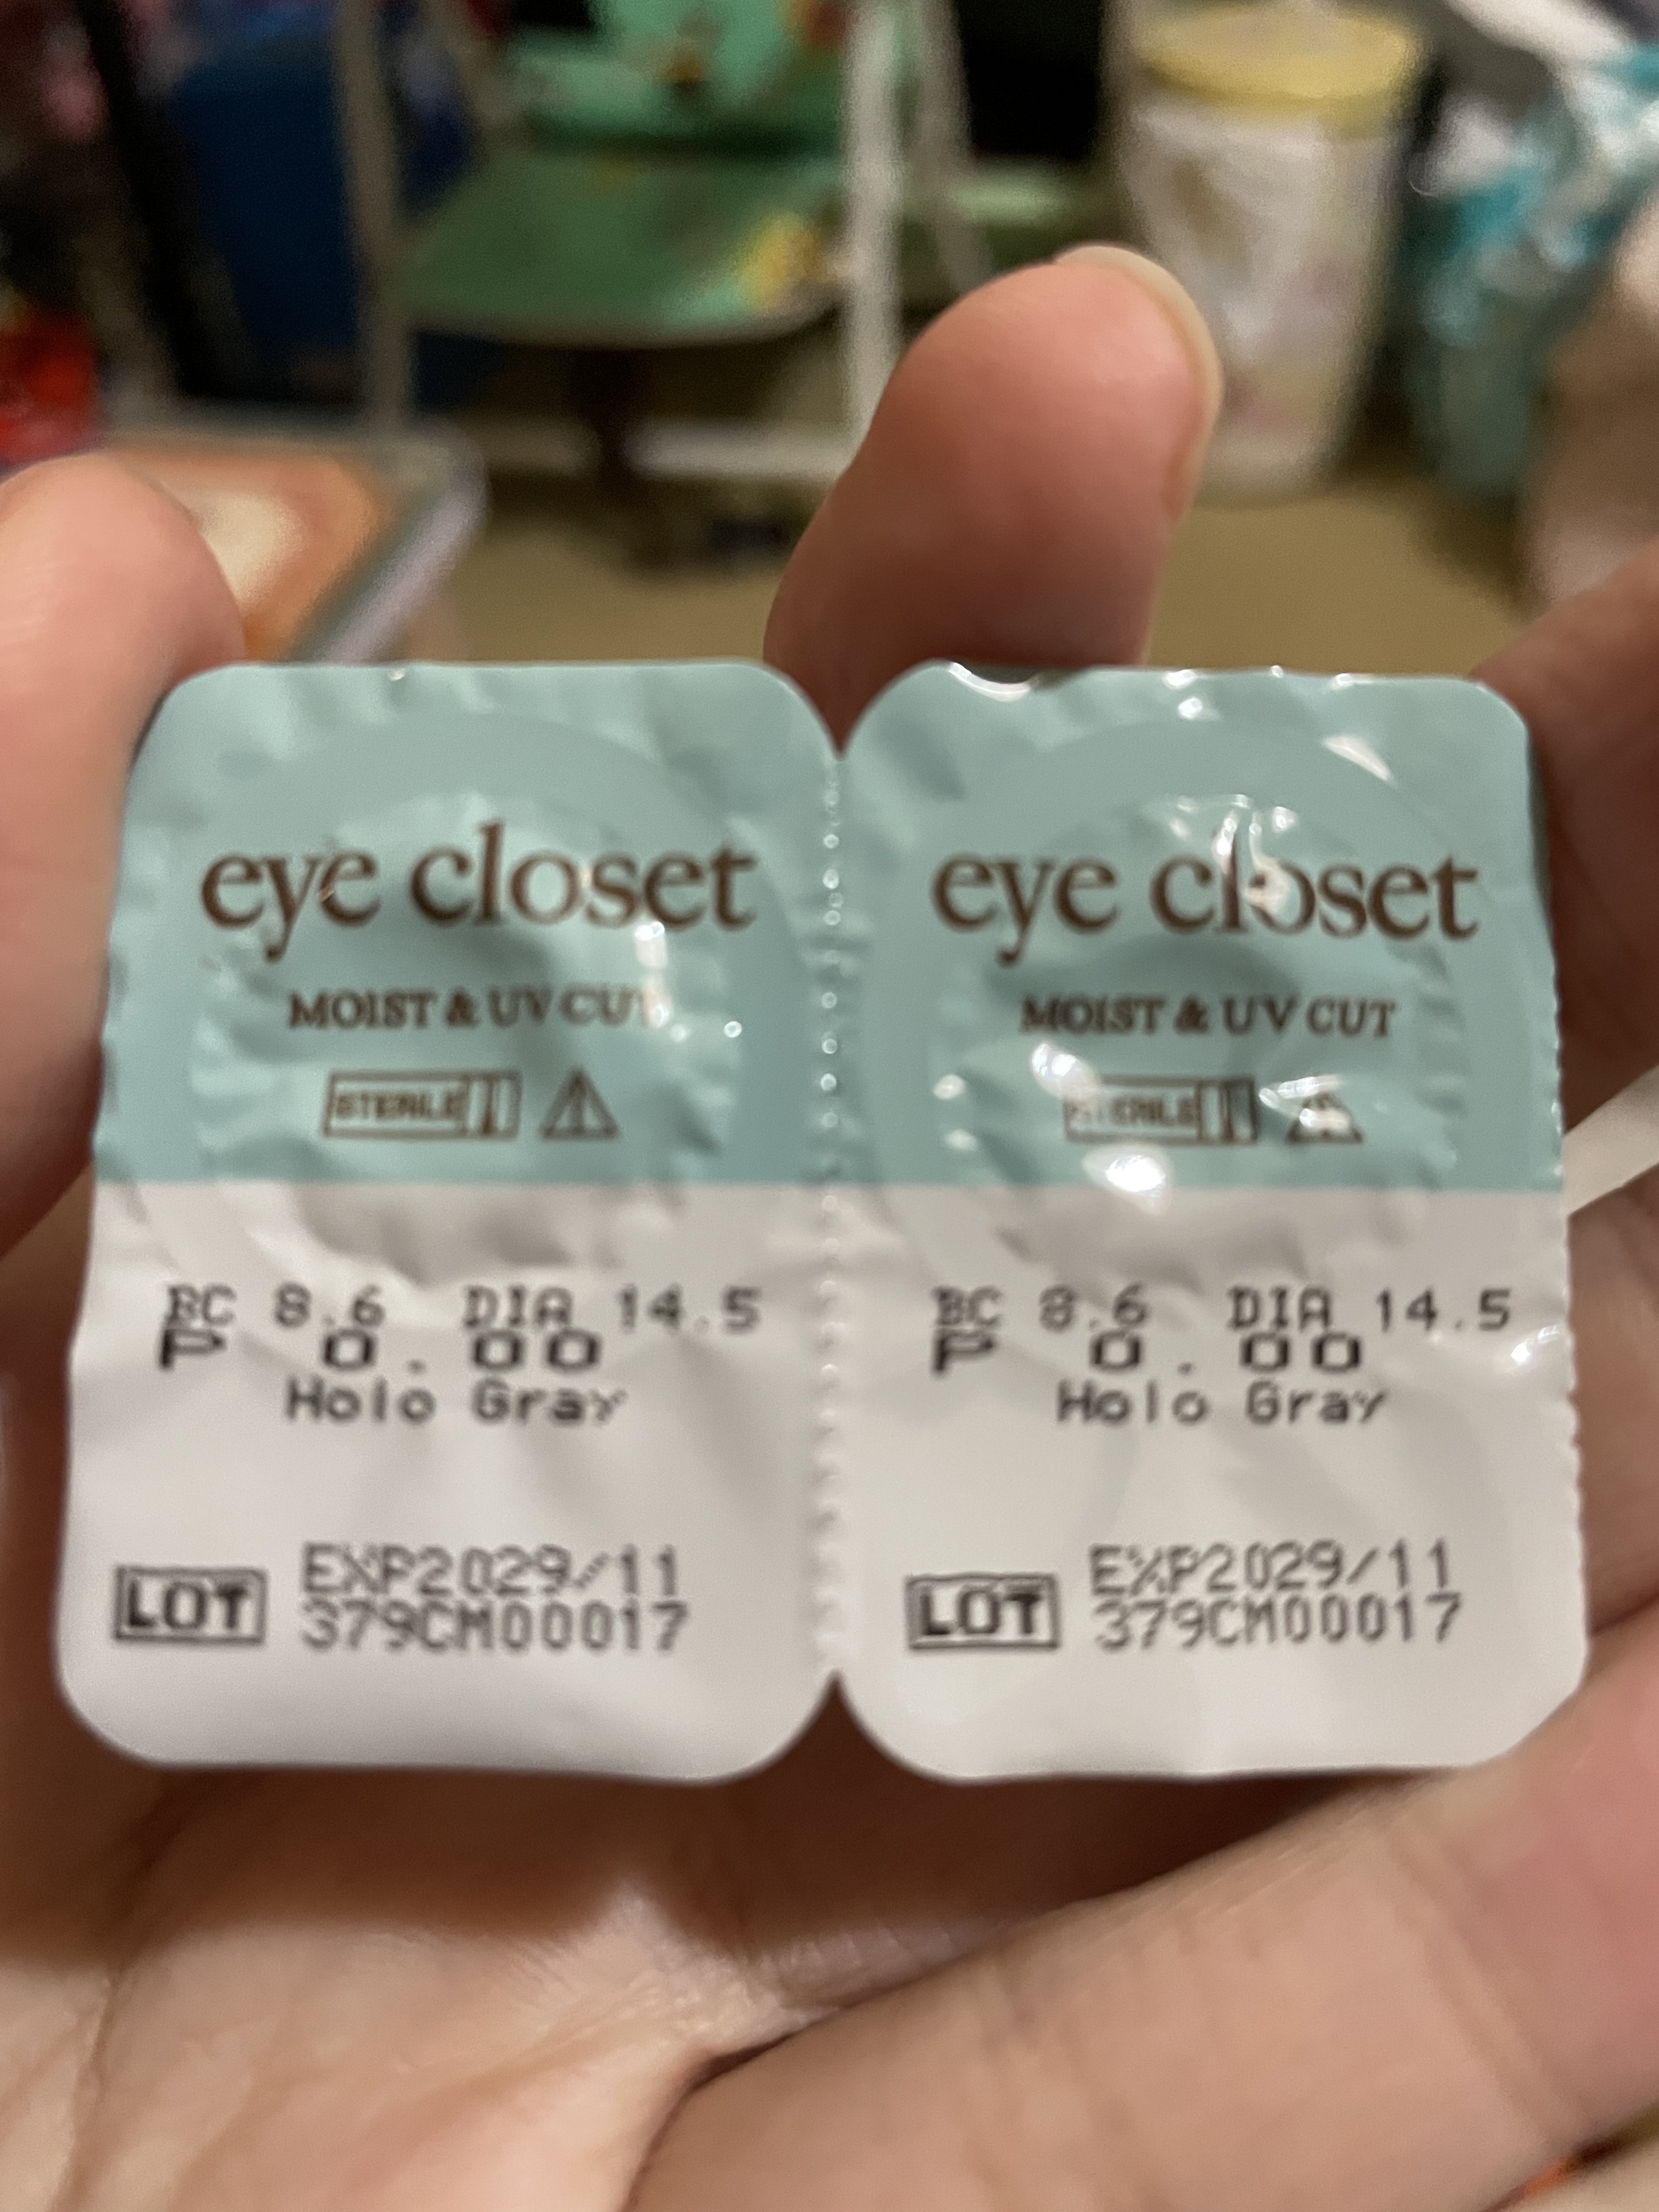 eye closet
MOIST & UV CUT
STERILE
BC 8.6 DIA 14.5
P 0.00
Holo Gray
LOT
EXP2029/11
379CM00017
eye closet
MOIST & UV CUT
STERILE
BC 8.6 DIA 14.5
P 0.00
Holo Gray
LOT
EXP2029/11
379CM00017